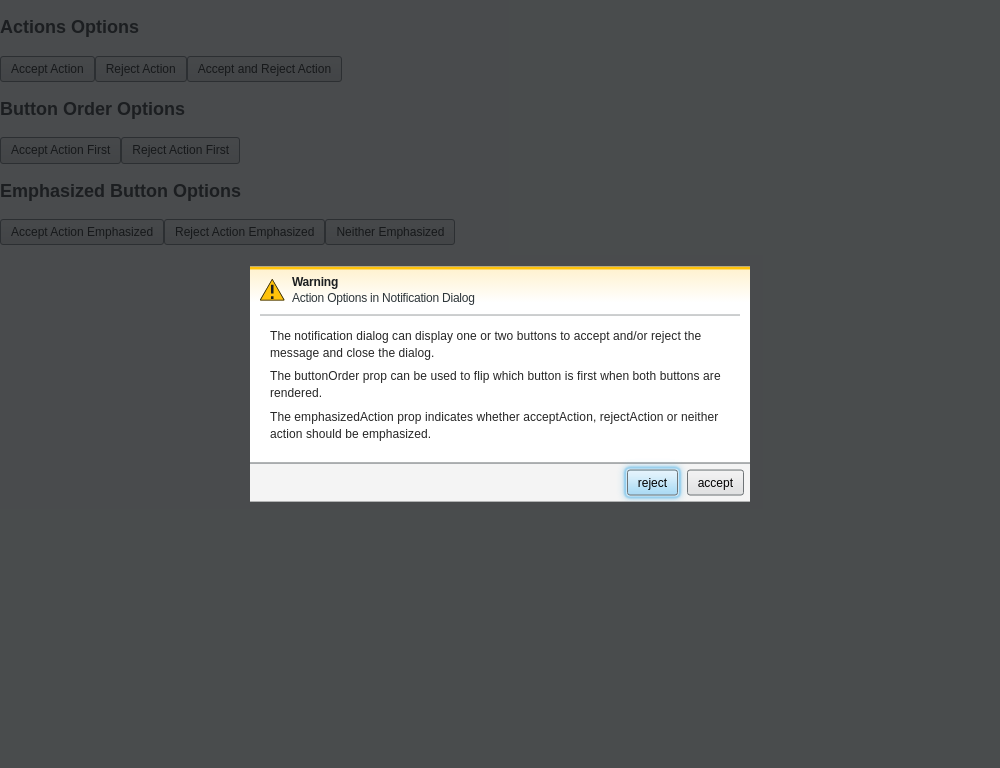 Actions Options
Accept Action Reject Action Accept and Reject Action
Button Order Options
Accept Action First Reject Action First
Emphasized Button Options
Accept Action Emphasized Reject Action Emphasized Neither Emphasized
Warning
Action Options in Notification Dialog
The notification dialog can display one or two buttons to accept and/or reject the
message and close the dialog.
The buttonOrder prop can be used to flip which button is first when both buttons are
rendered.
The emphasizedAction prop indicates whether acceptAction, rejectAction or neither
action should be emphasized.
reject accept